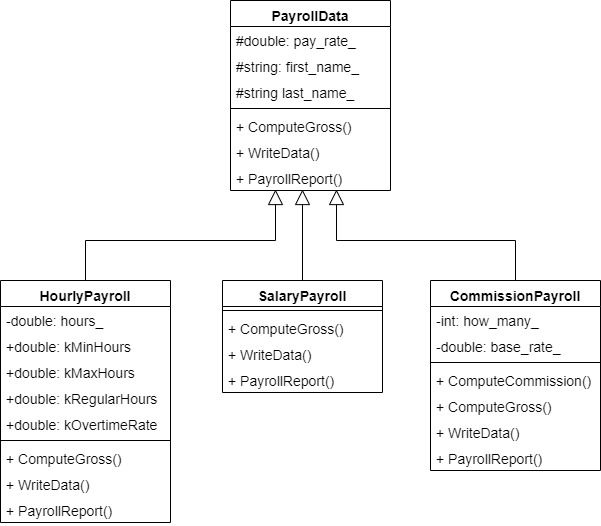 PayrollData
#double: pay_rate_
#string: first_name_
#string last_name_
+ ComputeGross()
+ WriteData()
+ PayrollReport()
HourlyPayroll
-double: hours_
+double: kMinHours
+double: kMaxHours
+double: kRegularHours
+double: kOvertimeRate
+ ComputeGross()
+ WriteData()
+ PayrollReport()
SalaryPayroll
+ ComputeGross()
+ WriteData()
+ PayrollReport()
CommissionPayroll
-int: how_many_
-double: base_rate_
+ ComputeCommission()
+ ComputeGross()
+ WriteData()
+ PayrollReport()